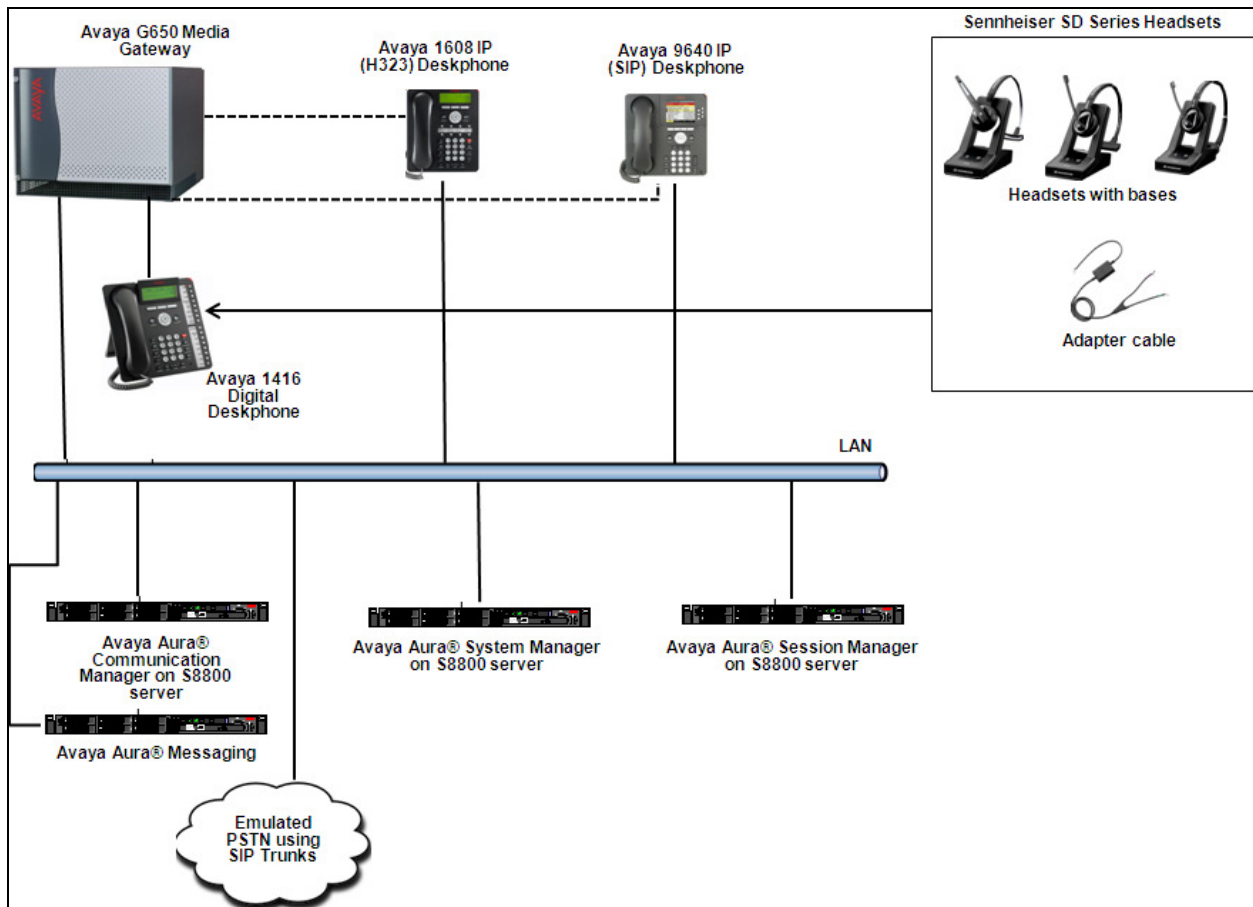 Avaya G650 Media
Gateway
AVAYA
Avaya 1608 IP
(H323) Deskphone
Avaya 9640 IP
(SIP) Deskphone
Sennheiser SD Series Headsets
Headsets with bases
Adapter cable
Avaya 1416
Digital
Deskphone
LAN
Avaya Aura®
Communication
Manager on S8800
server
Avaya Aura® System Manager
on S8800 server
Avaya Aura® Session Manager
on S8800 server
Avaya Aura® Messaging
Emulated
PSTN using
SIP Trunks